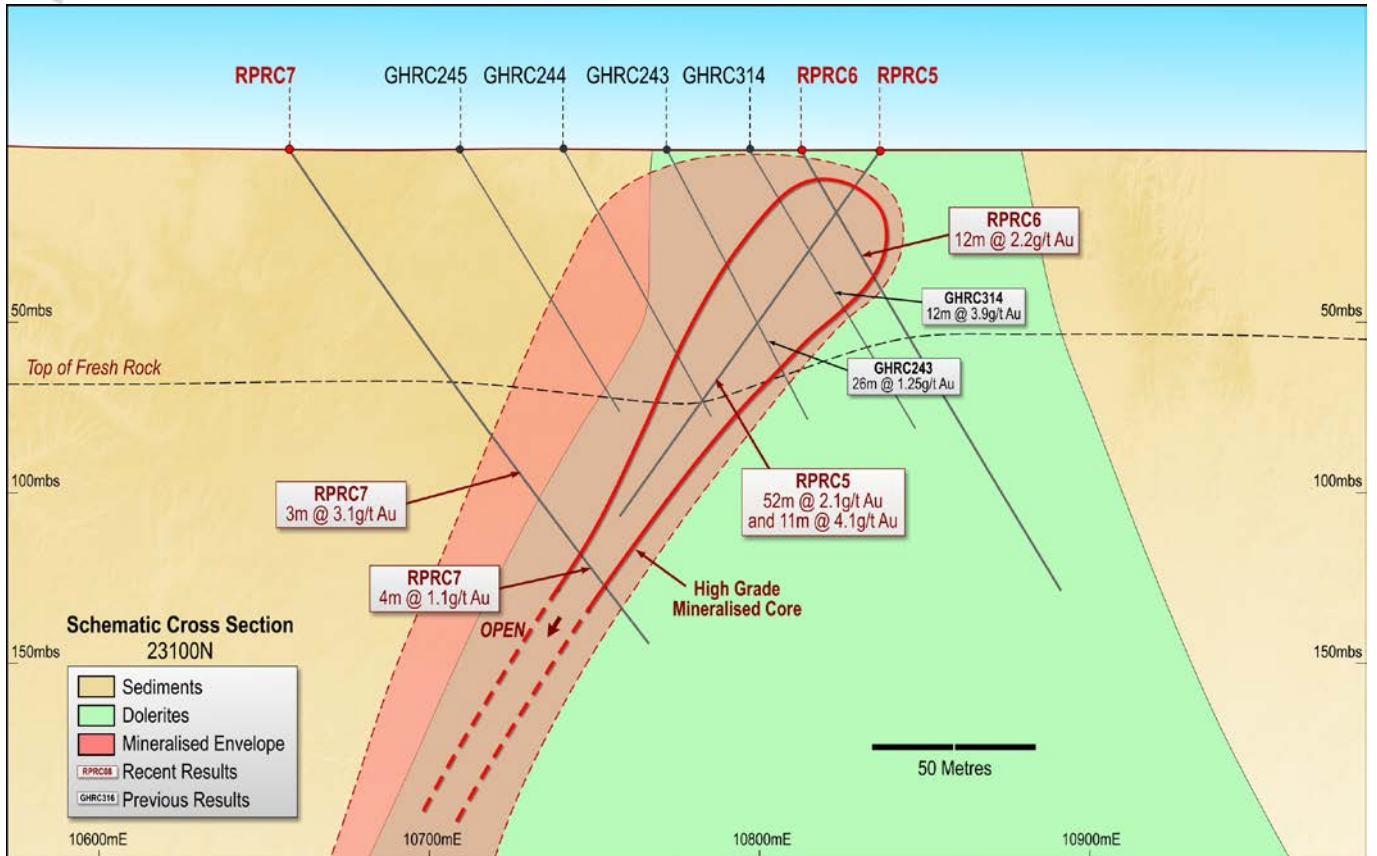 RPRC7
GHRC245
GHRC244
GHRC243
GHRC314
RPRC6
RPRC5
RPRC6
12m @ 2.2g/t Au
GHRC314
12m @ 3.9g/t Au
50mbs
50mbs
Top of Fresh Rock
GHRC243
26m @ 1.25g/t Au
RPRC5
52m @ 2.1g/t Au
and 11m @ 4.1g/t Au
100mbs
100mbs
RPRC7
3m @ 3.1g/t Au
RPRC7
4m @ 1.1g/t Au
High Grade
Mineralised Core
OPEN
150mbs
150mbs
Schematic Cross Section
23100N
Sediments
Dolerites
Mineralised Envelope
RPRC08 Recent Results
GHRC316 Previous Results
50 Metres
10600mE
10700mE
10800mE
10900mE